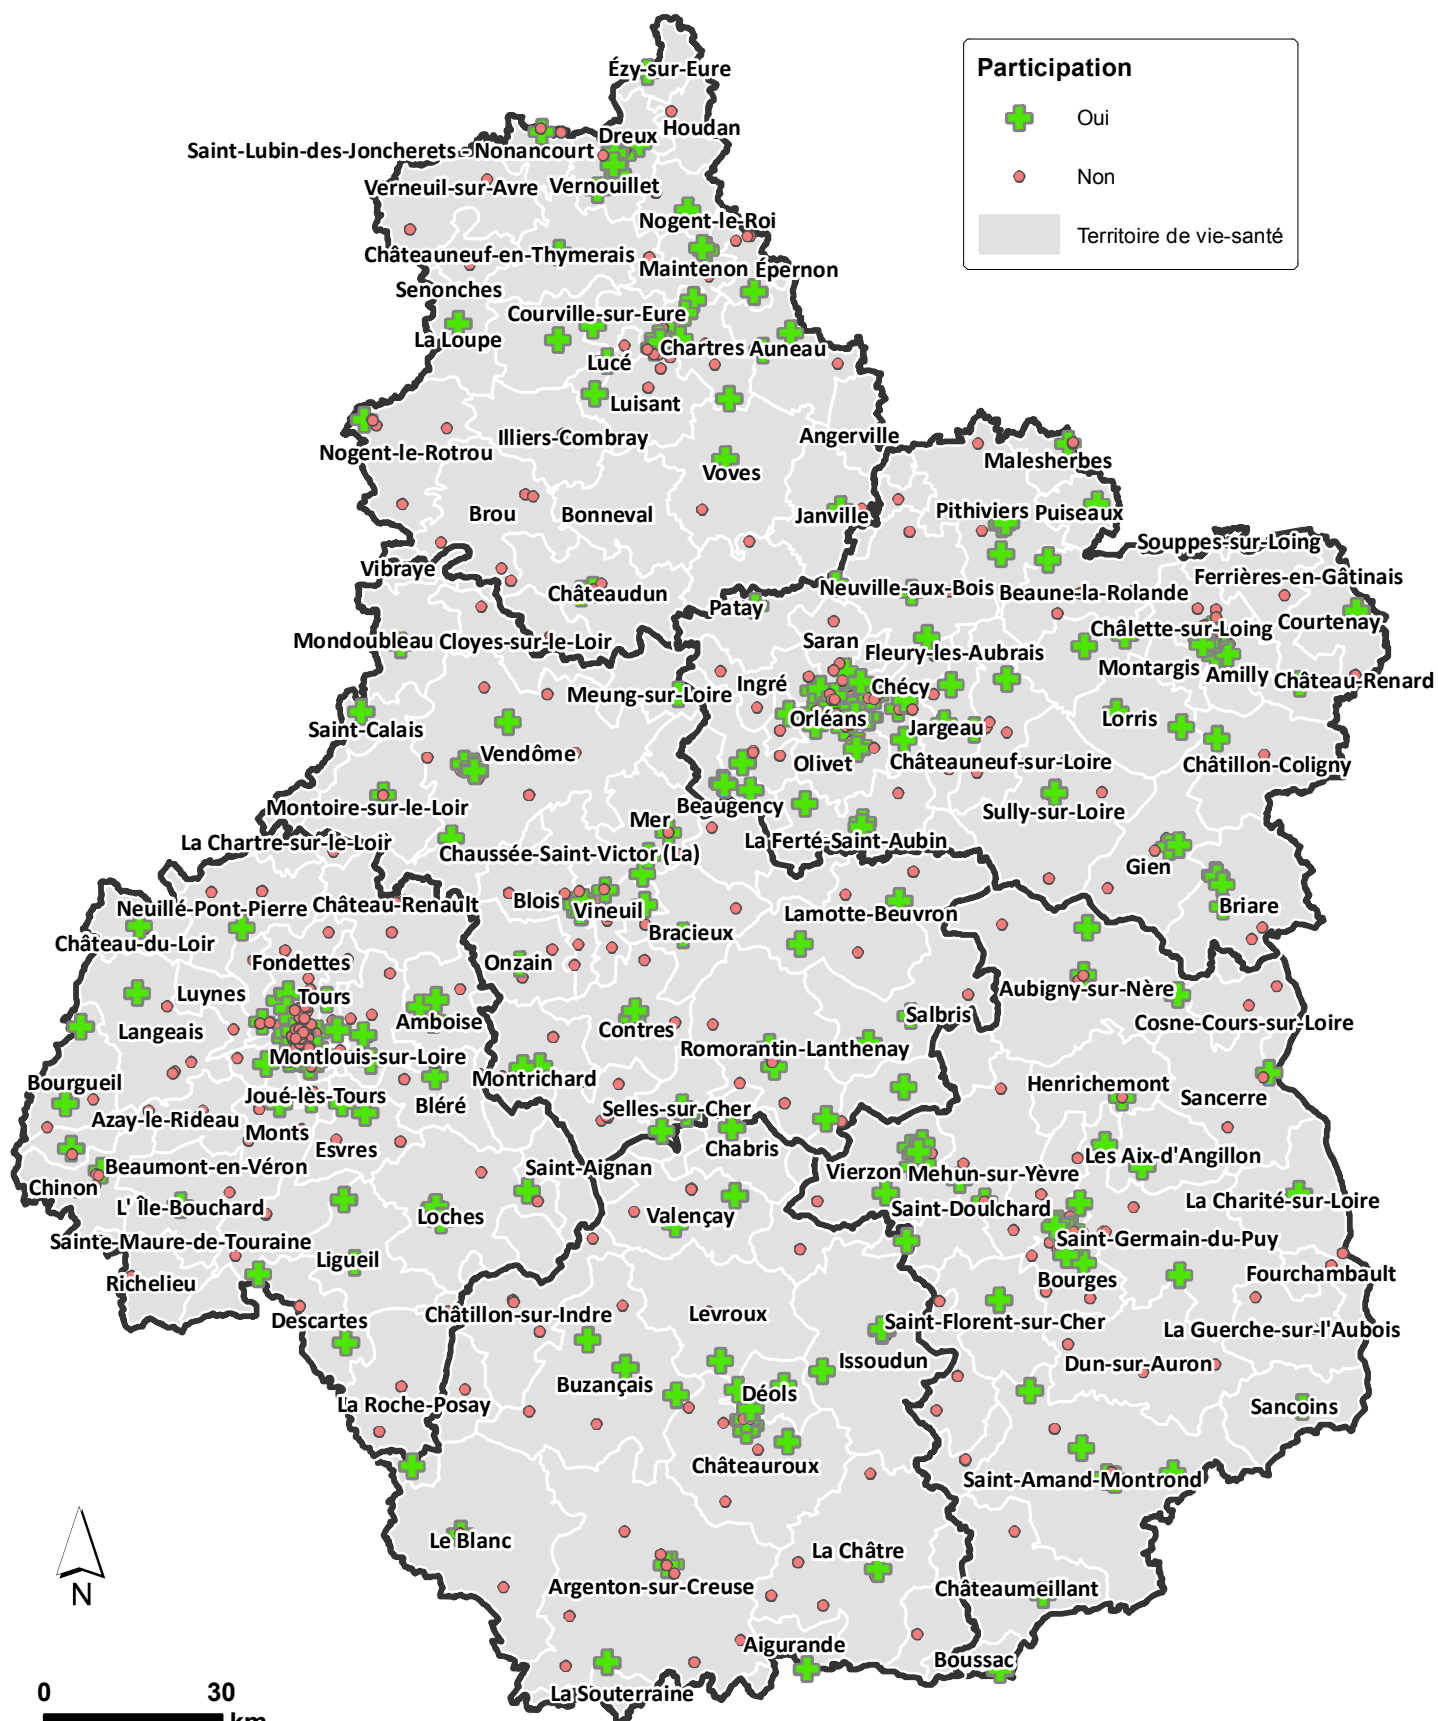 Participation
Oui
Non
Territoire de vie-santé
Ézy-sur-Eure
Houdan
Dreux
Saint-Lubin-des-Joncherets - Nonancourt
Verneuil-sur-Avre
Vernouillet
Nogent-le-Roi
Châteauneuf-en-Thymerais
Maintenon
Épernon
Senonches
Courville-sur-Eure
La Loupe
Chartres
Auneau
Lucé
Luisant
Illiers-Combray
Angerville
Nogent-le-Rotrou
Voves
Malesherbes
Brou
Bonneval
Janville
Pithiviers
Puiseaux
Souppes-sur-Loing
Vibraye
Ferrières-en-Gâtinais
Châteaudun
Neuville-aux-Bois
Beaune-la-Rolande
Patay
Courtenay
Mondoubleau
Cloyes-sur-le-Loir
Saran
Châlette-sur-Loing
Fleury-les-Aubrais
Montargis
Amilly
Château-Renard
Meung-sur-Loire
Ingré
Chécy
Orléans
Lorris
Saint-Calais
Jargeau
Vendôme
Olivet
Châteauneuf-sur-Loire
Châtillon-Coligny
Montoire-sur-le-Loir
Beaugency
Sully-sur-Loire
Mer
La Chartre-sur-le-Loir
Chaussée-Saint-Victor (La)
La Ferté-Saint-Aubin
Gien
Neuillé-Pont-Pierre
Château-Renault
Blois
Vineuil
Lamotte-Beuvron
Briare
Château-du-Loir
Bracieux
Fondettes
Onzain
Luynes
Tours
Aubigny-sur-Nère
Langeais
Amboise
Contres
Salbris
Cosne-Cours-sur-Loire
Montlouis-sur-Loire
Romorantin-Lanthenay
Bourgueil
Montrichard
Henrichemont
Joué-lès-Tours
Bléré
Selles-sur-Cher
Sancerre
Azay-le-Rideau
Monts
Esvres
Chabris
Beaumont-en-Véron
Saint-Aignan
Vierzon
Mehun-sur-Yèvre
Les Aix-d'Angillon
Chinon
L' Île-Bouchard
Loches
Valençay
Saint-Doulchard
La Charité-sur-Loire
Sainte-Maure-de-Touraine
Saint-Germain-du-Puy
Ligueil
Richelieu
Bourges
Fourchambault
Descartes
Châtillon-sur-Indre
Levroux
Saint-Florent-sur-Cher
La Guerche-sur-l'Aubois
Issoudun
Dun-sur-Auron
Buzançais
Déols
La Roche-Posay
Sancoins
Châteauroux
Saint-Amand-Montrond
Le Blanc
La Châtre
Argenton-sur-Creuse
Châteaumeillant
N
Aigurande
Boussac
La Souterraine
0 30
km